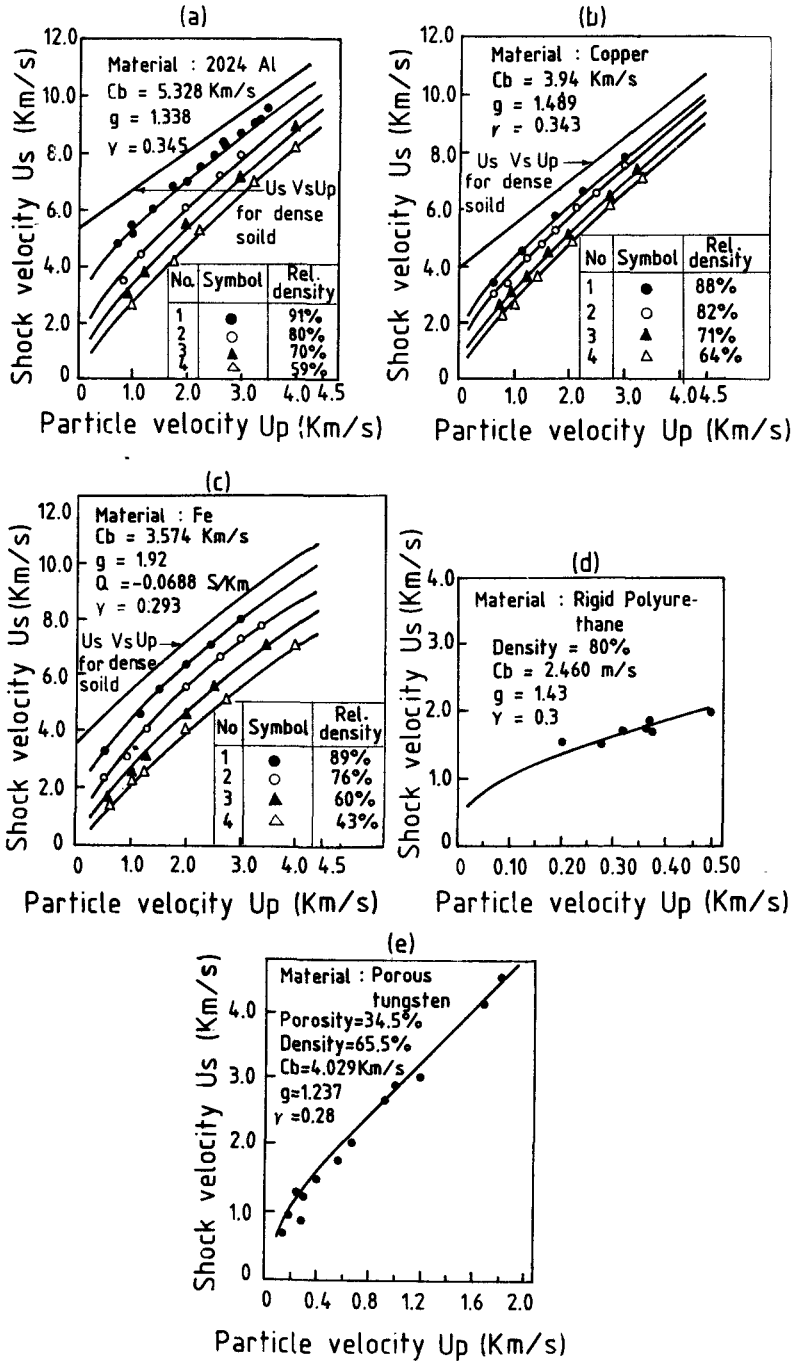 (a)
Shock velocity Us (Km/s)
12.0
10.0
8.0
6.0
4.0
2.0
0
Material : 2024 Al
Cb = 5.328 Km/s
g = 1.338
γ = 0.345
Us Vs Up
for dense
soild
No. Symbol Rel. density
1 ● 91%
2 ○ 80%
3 ▲ 70%
4 △ 59%
0 1.0 2.0 3.0 4.0 4.5
Particle velocity Up (Km/s)
(b)
Shock velocity Us (Km/s)
12.0
10.0
8.0
6.0
4.0
2.0
0
Material : Copper
Cb = 3.94 Km/s
g = 1.489
γ = 0.343
Us Vs Up
for dense
soild
No Symbol Rel. density
1 ● 88%
2 ○ 82%
3 ▲ 71%
4 △ 64%
0 1.0 2.0 3.0 4.0 4.5
Particle velocity Up (Km/s)
(c)
Shock velocity Us (Km/s)
12.0
10.0
8.0
6.0
4.0
2.0
0
Material : Fe
Cb = 3.574 Km/s
g = 1.92
Q = -0.0688 S/Km
γ = 0.293
Us Vs Up
for dense
soild
No Symbol Rel. density
1 ● 89%
2 ○ 76%
3 ▲ 60%
4 △ 43%
0 1.0 2.0 3.0 4.0 4.5
Particle velocity Up (Km/s)
(d)
Shock velocity Us (Km/s)
4.0
3.0
2.0
1.0
0
Material : Rigid Polyure-
thane
Density = 80%
Cb = 2.460 m/s
g = 1.43
γ = 0.3
0 0.10 0.20 0.30 0.40 0.50
Particle velocity Up (Km/s)
(e)
Shock velocity Us (Km/s)
4.0
3.0
2.0
1.0
0
Material : Porous
tungsten
Porosity=34.5%
Density=65.5%
Cb=4.029Km/s
g=1.237
γ =0.28
0 0.4 0.8 1.2 1.6 2.0
Particle velocity Up (Km/s)